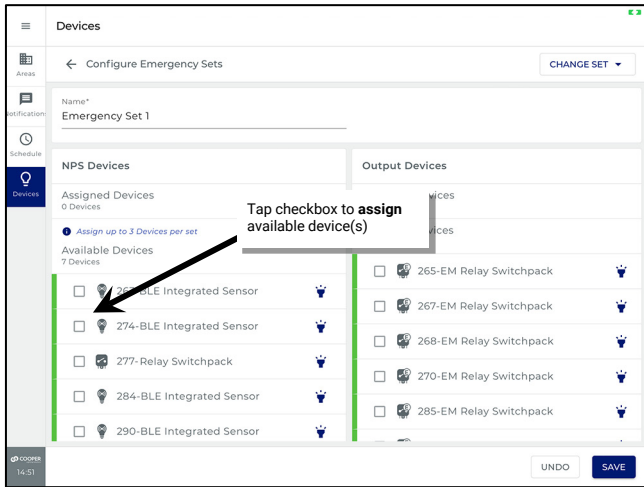 Devices
Areas
Configure Emergency Sets
CHANGE SET
Notification
Name*
Emergency Set 1
Schedule
NPS Devices
Output Devices
Devices
Assigned Devices
0 Devices
Tap checkbox to assign
available device(s)
Assign up to 3 Devices per set
Available Devices
7 Devices
265-EM Relay Switchpack
BLE Integrated Sensor
267-EM Relay Switchpack
274-BLE Integrated Sensor
268-EM Relay Switchpack
277-Relay Switchpack
270-EM Relay Switchpack
284-BLE Integrated Sensor
285-EM Relay Switchpack
290-BLE Integrated Sensor
COOPER
14:51
UNDO
SAVE